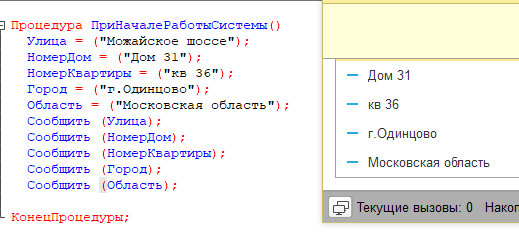 Процедура ПриНачалеРаботыСистемы()
Улица = ("Можайское шоссе");
НомерДом = ("Дом 31");
НомерКвартиры = ("кв 36");
Город = ("г.Одинцово");
Область = ("Московская область");
Сообщить (Улица);
Сообщить (НомерДом);
Сообщить (НомерКвартиры);
Сообщить (Город);
Сообщить (Область);
КонецПроцедуры;
Дом 31
кв 36
г.Одинцово
Московская область
Текущие вызовы: 0 Накоп